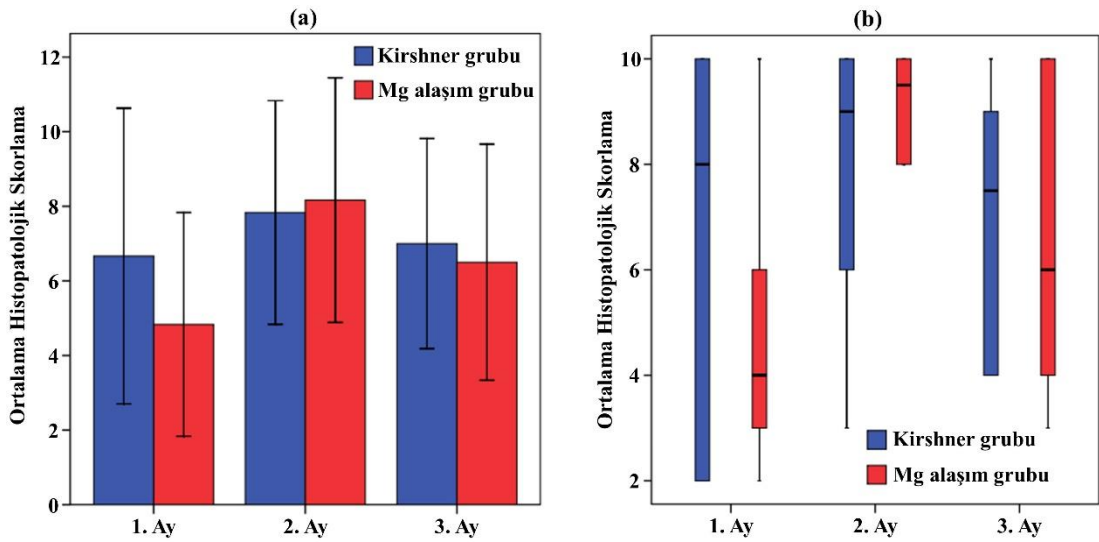 (a)
Ortalama Histopatolojik Skorlama
12
10
8
6
4
2
0
Kirshner grubu
Mg alaşım grubu
1. Ay
2. Ay
3. Ay
(b)
Ortalama Histopatolojik Skorlama
10
8
6
4
2
Kirshner grubu
Mg alaşım grubu
1. Ay
2. Ay
3. Ay